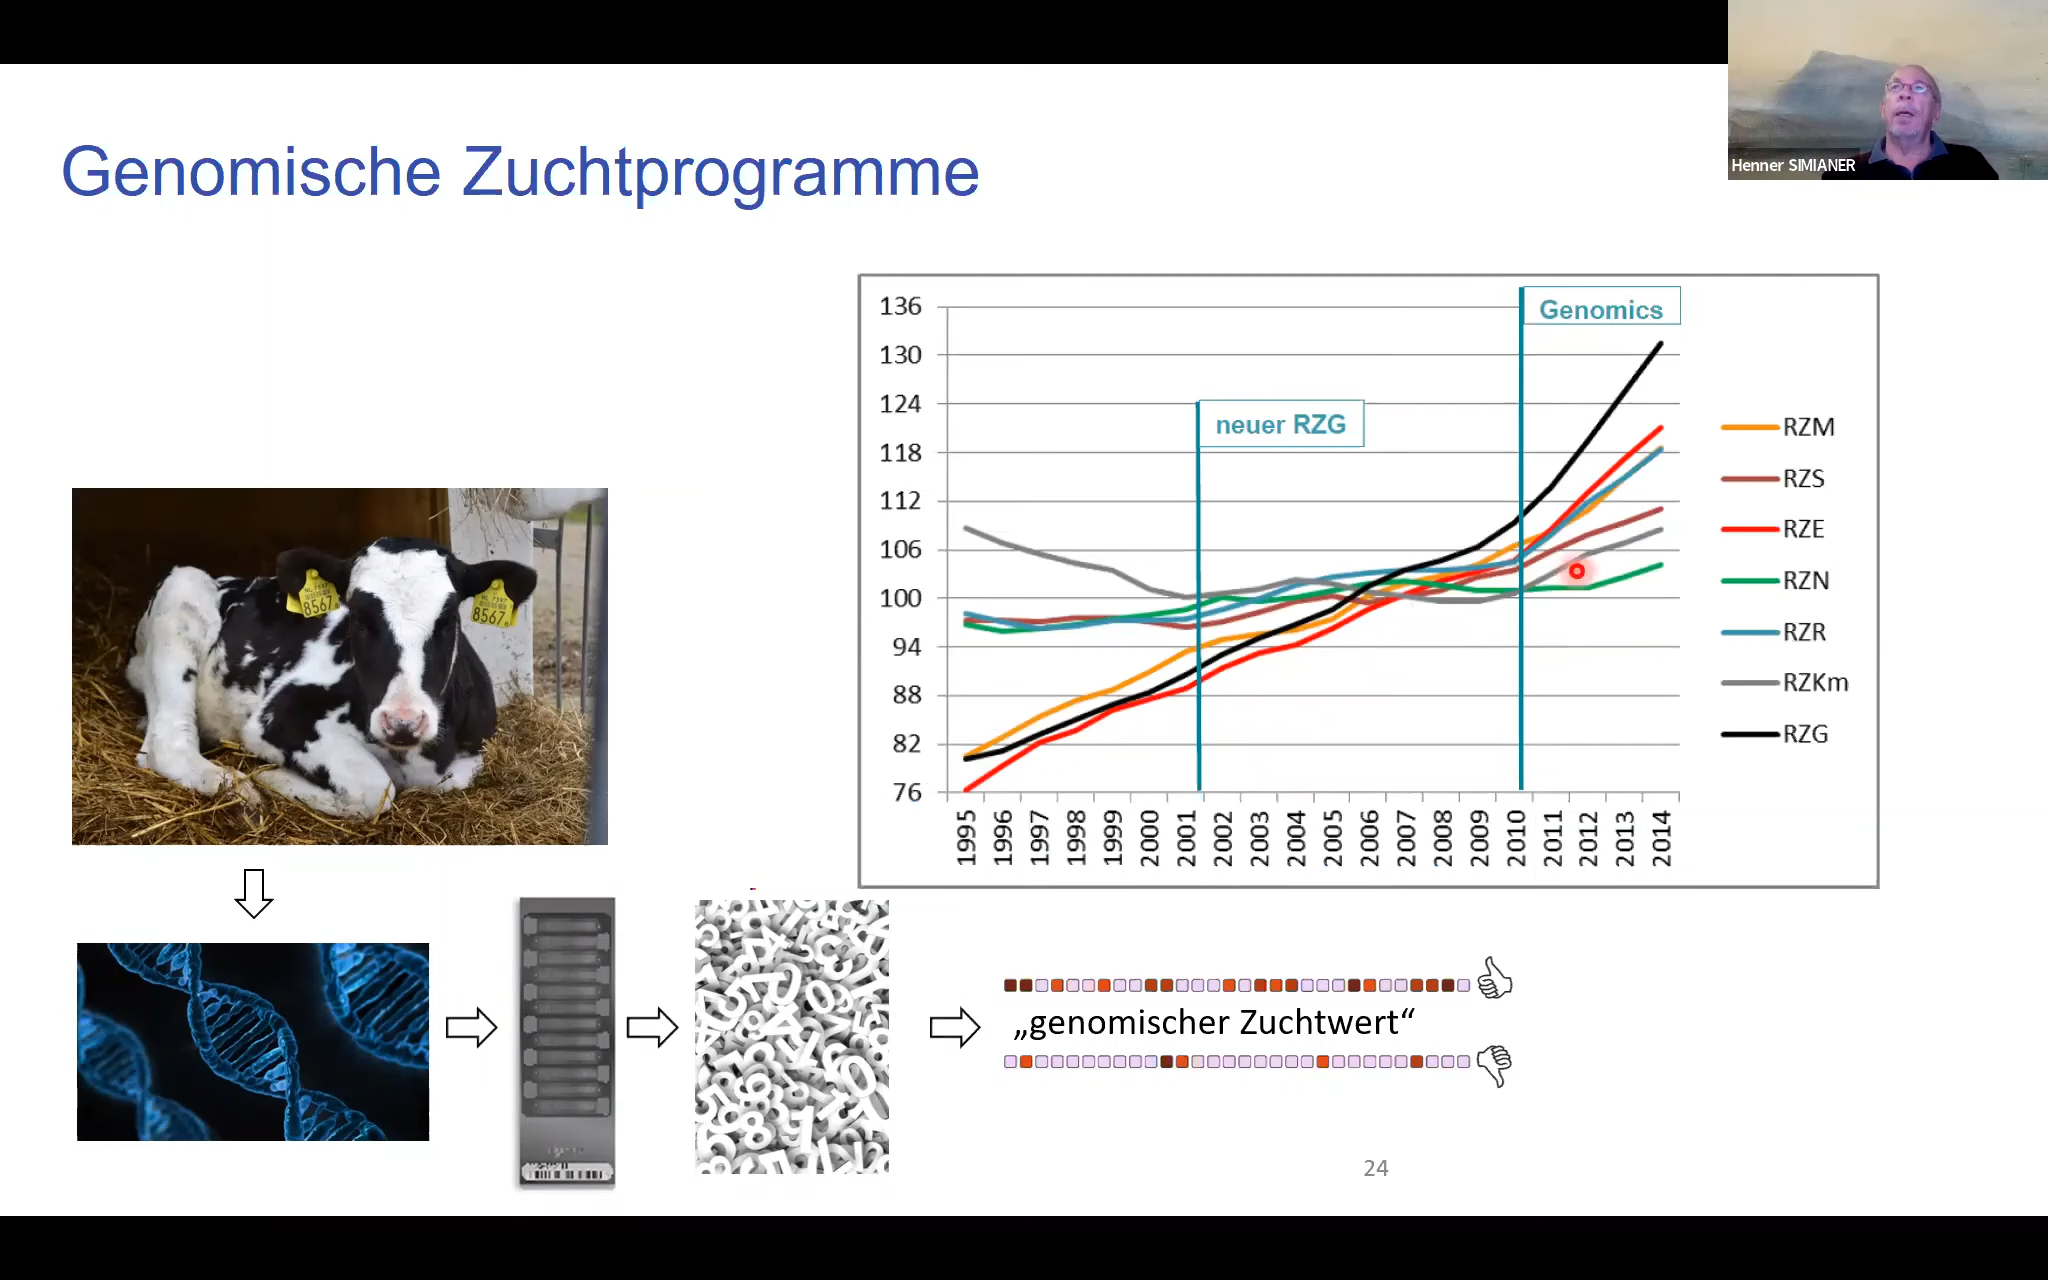 Henner SIMIANER
Genomische Zuchtprogramme
136
130
124
118
112
106
100
94
88
82
76
Genomics
neuer RZG
1995
1996
1997
1998
1999
2000
2001
2002
2003
2004
2005
2006
2007
2008
2009
2010
2011
2012
2013
2014
RZM
RZS
RZE
RZN
RZR
RZKm
RZG
8567
8567
„genomischer Zuchtwert“
24